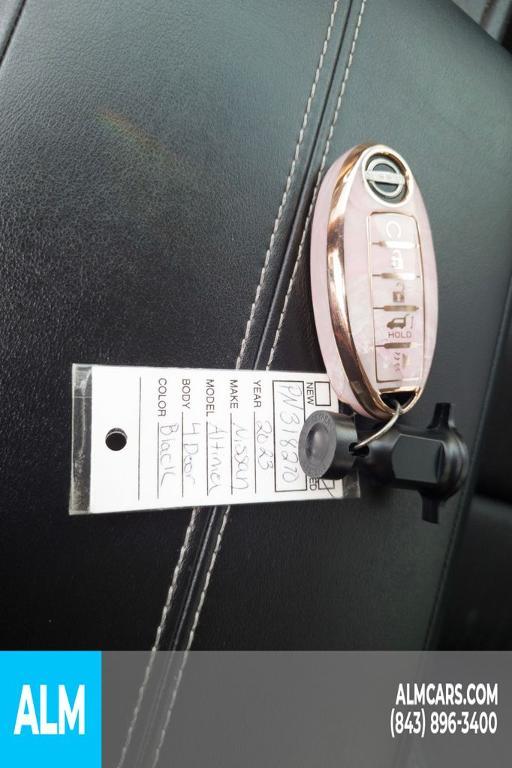 HOLD
NEW
PN318270
YEAR 2023
MAKE Nissan
MODEL Altima
BODY 4 Door
COLOR Black
ALM
ALMCARS.COM
(843) 896-3400